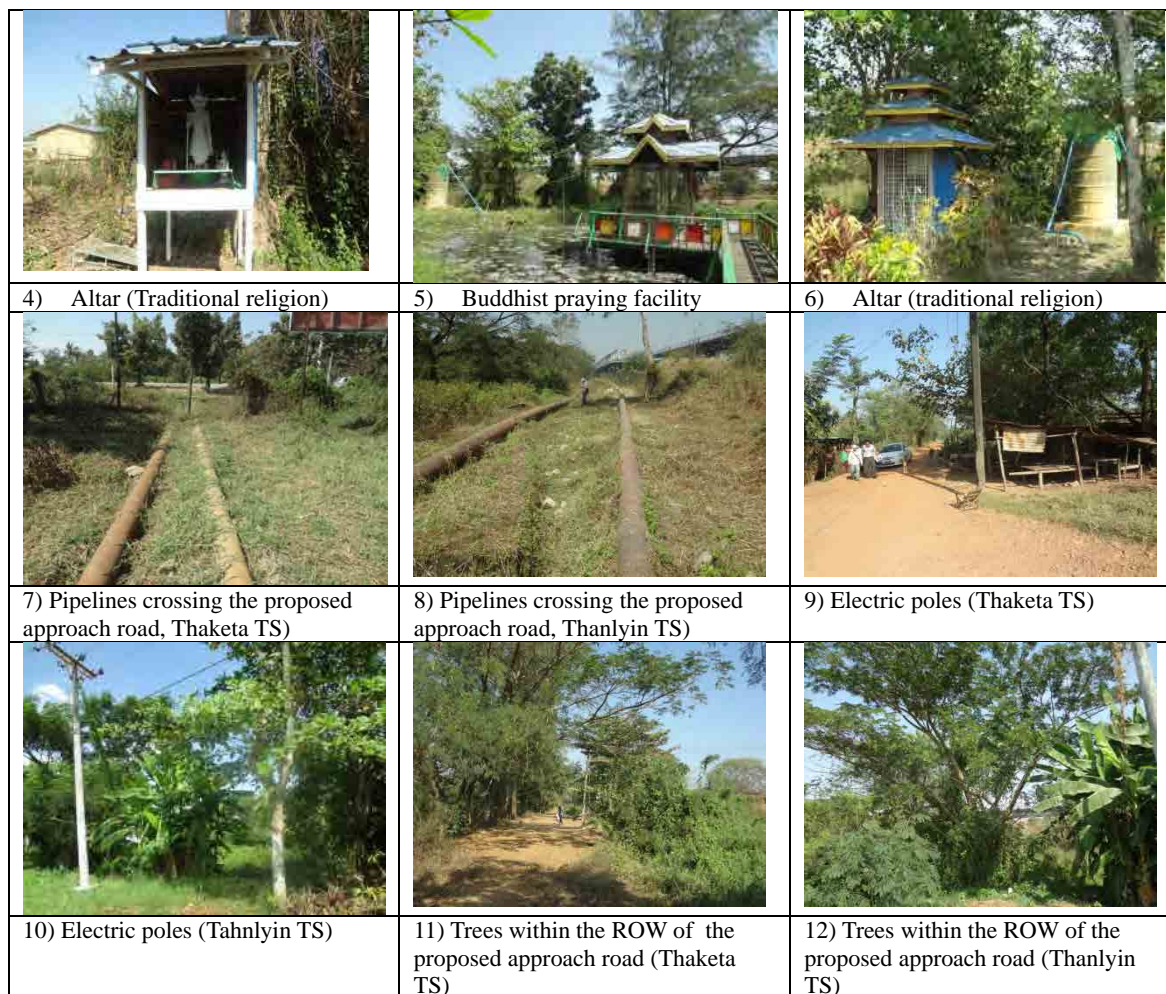 4) Altar (Traditional religion)
5) Buddhist praying facility
6) Altar (traditional religion)
7) Pipelines crossing the proposed
approach road, Thaketa TS)
8) Pipelines crossing the proposed
approach road, Thanlyin TS)
9) Electric poles (Thaketa TS)
10) Electric poles (Tahnlyin TS)
11) Trees within the ROW of the
proposed approach road (Thaketa
TS)
12) Trees within the ROW of the
proposed approach road (Thanlyin
TS)